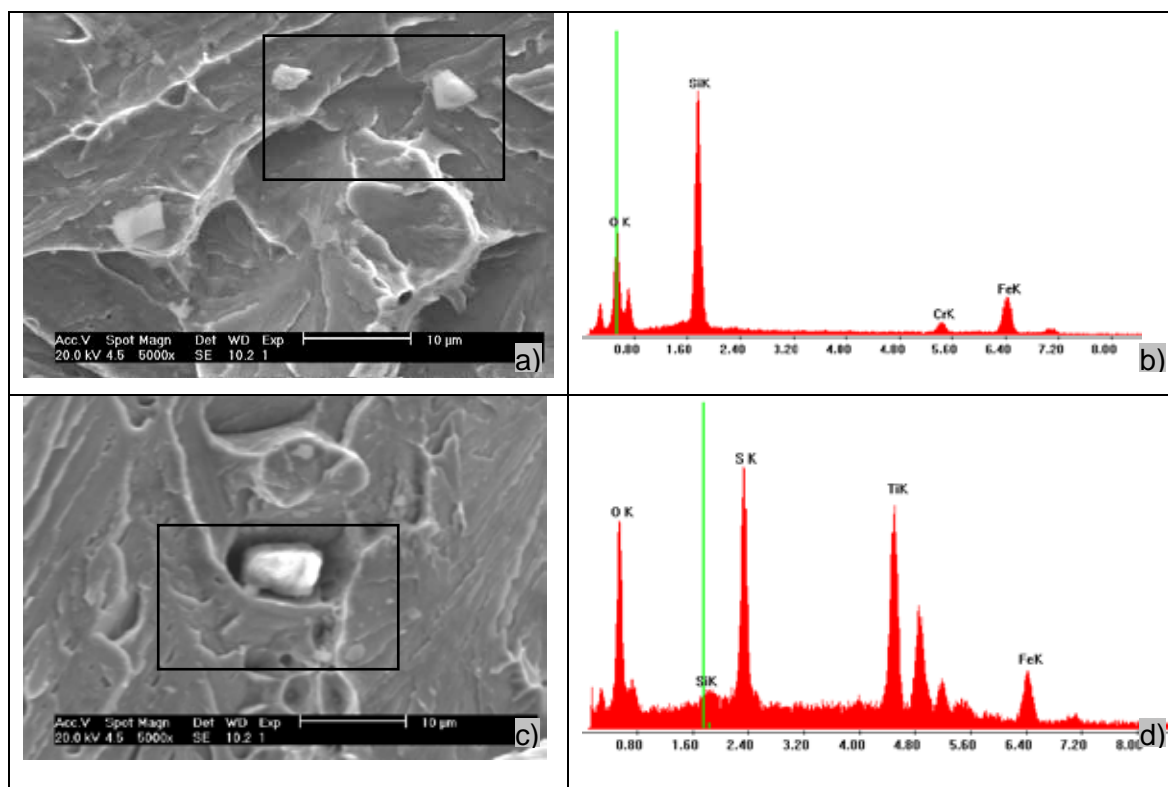 Acc.V Spot Magn Det WD Exp 10 µm
20.0 kV 4.5 5000x SE 10.2 1
a)
SiK
O K
CrK
FeK
0.80 1.60 2.40 3.20 4.00 4.80 5.60 6.40 7.20 8.00
b)
Acc.V Spot Magn Det WD Exp 10 µm
20.0 kV 4.5 5000x SE 10.2 1
c)
S K
TiK
O K
FeK
SiK
0.80 1.60 2.40 3.20 4.00 4.80 5.60 6.40 7.20 8.00
d)